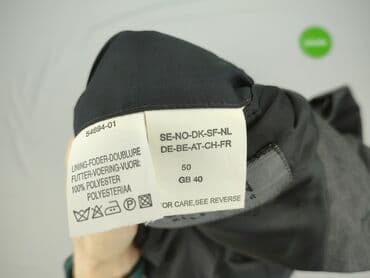 54694-01
LINING-FODER-DOUBLURE
FUTTER-VOERING-VUORI:
100% POLYESTER
POLYESTERIAA
SE-NO-DK-SF-NL
DE-BE-AT-CH-FR
50
GB 40
FOR CARE, SEE REVERSE